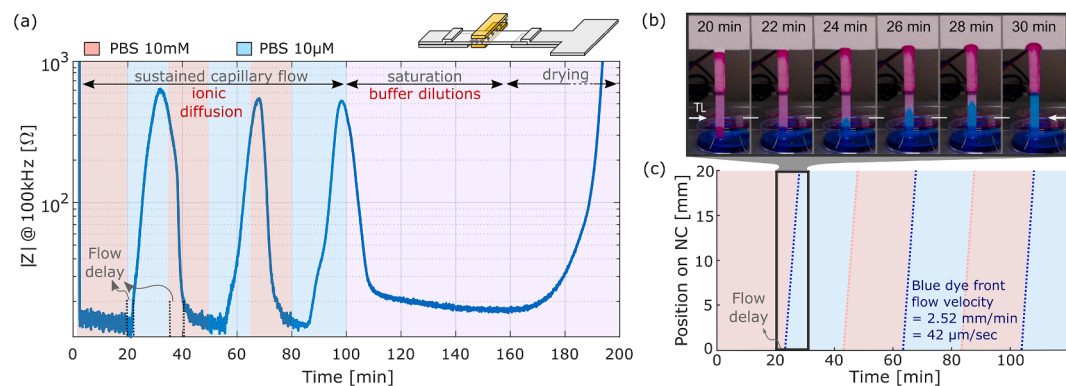 (a)
PBS 10mM
PBS 10µM
sustained capillary flow
ionic
diffusion
saturation
buffer dilutions
drying
Flow
delay
|Z| @ 100kHz [Ω]
10³
10²
0 20 40 60 80 100 120 140 160 180 200
Time [min]
(b)
20 min 22 min 24 min 26 min 28 min 30 min
TL
(c)
Position on NC [mm]
20
15
10
5
0
Flow
delay
Blue dye front
flow velocity
= 2.52 mm/min
= 42 µm/sec
0 20 40 60 80 100 120
Time [min]